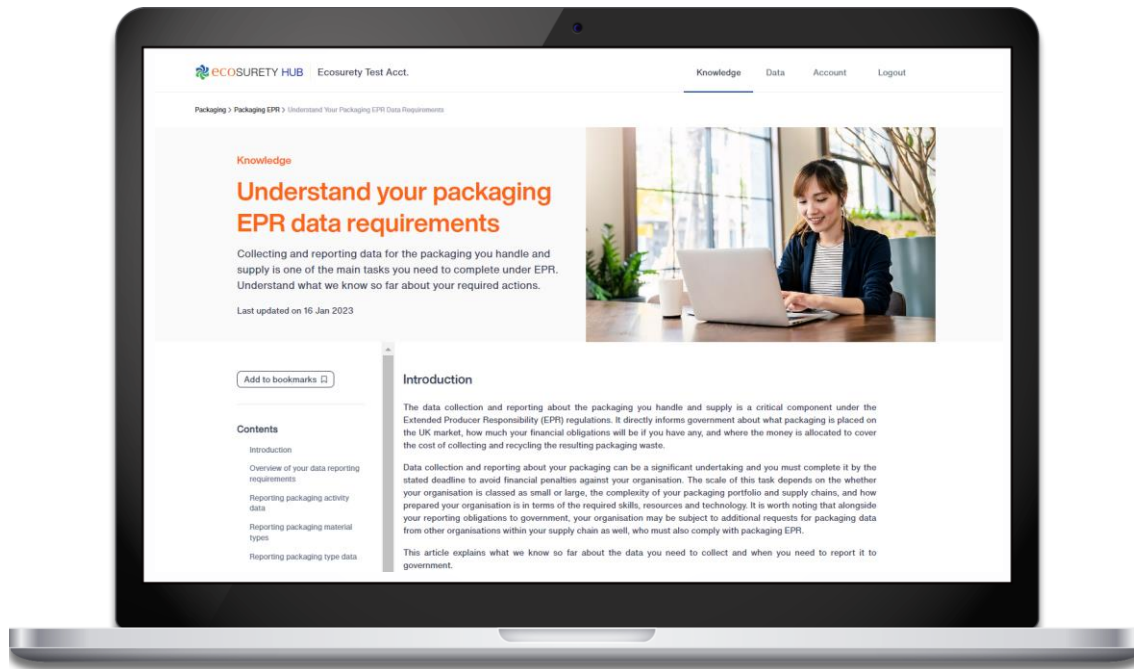 ecoSURETY HUB Ecosurety Test Acct.
Knowledge Data Account Logout
Packaging > Packaging EPR > Understand Your Packaging EPR Data Requirements
Knowledge
Understand your packaging
EPR data requirements
Collecting and reporting data for the packaging you handle and
supply is one of the main tasks you need to complete under EPR.
Understand what we know so far about your required actions.
Last updated on 16 Jan 2023
Add to bookmarks
Contents
Introduction
Overview of your data reporting
requirements
Reporting packaging activity
data
Reporting packaging material
types
Reporting packaging type data
Introduction
The data collection and reporting about the packaging you handle and supply is a critical component under the
Extended Producer Responsibility (EPR) regulations. It directly informs government about what packaging is placed on
the UK market, how much your financial obligations will be if you have any, and where the money is allocated to cover
the cost of collecting and recycling the resulting packaging waste.
Data collection and reporting about your packaging can be a significant undertaking and you must complete it by the
stated deadline to avoid financial penalties against your organisation. The scale of this task depends on the whether
your organisation is classed as small or large, the complexity of your packaging portfolio and supply chains, and how
prepared your organisation is in terms of the required skills, resources and technology. It is worth noting that alongside
your reporting obligations to government, your organisation may be subject to additional requests for packaging data
from other organisations within your supply chain as well, who must also comply with packaging EPR.
This article explains what we know so far about the data you need to collect and when you need to report it to
government.